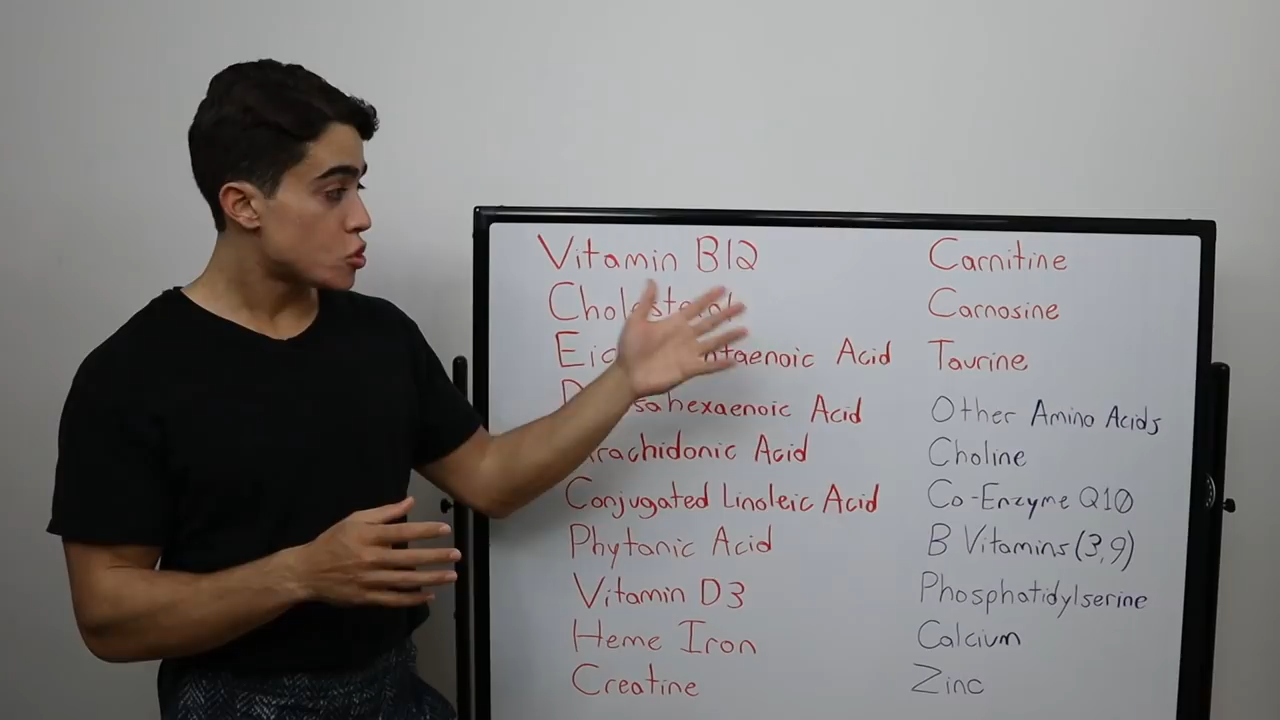 Vitamin B12
Acid
hexaenoic Acid
Acid
Conjugated Linoleic Acid
Phytanic Acid
Vitamin D3
Heme Iron
Creatine
Carnitine
Carnosine
Taurine
Other Amino Acids
Choline
Co-Enzyme Q10
B Vitamins (3,9)
Phosphatidylserine
Calcium
Zinc